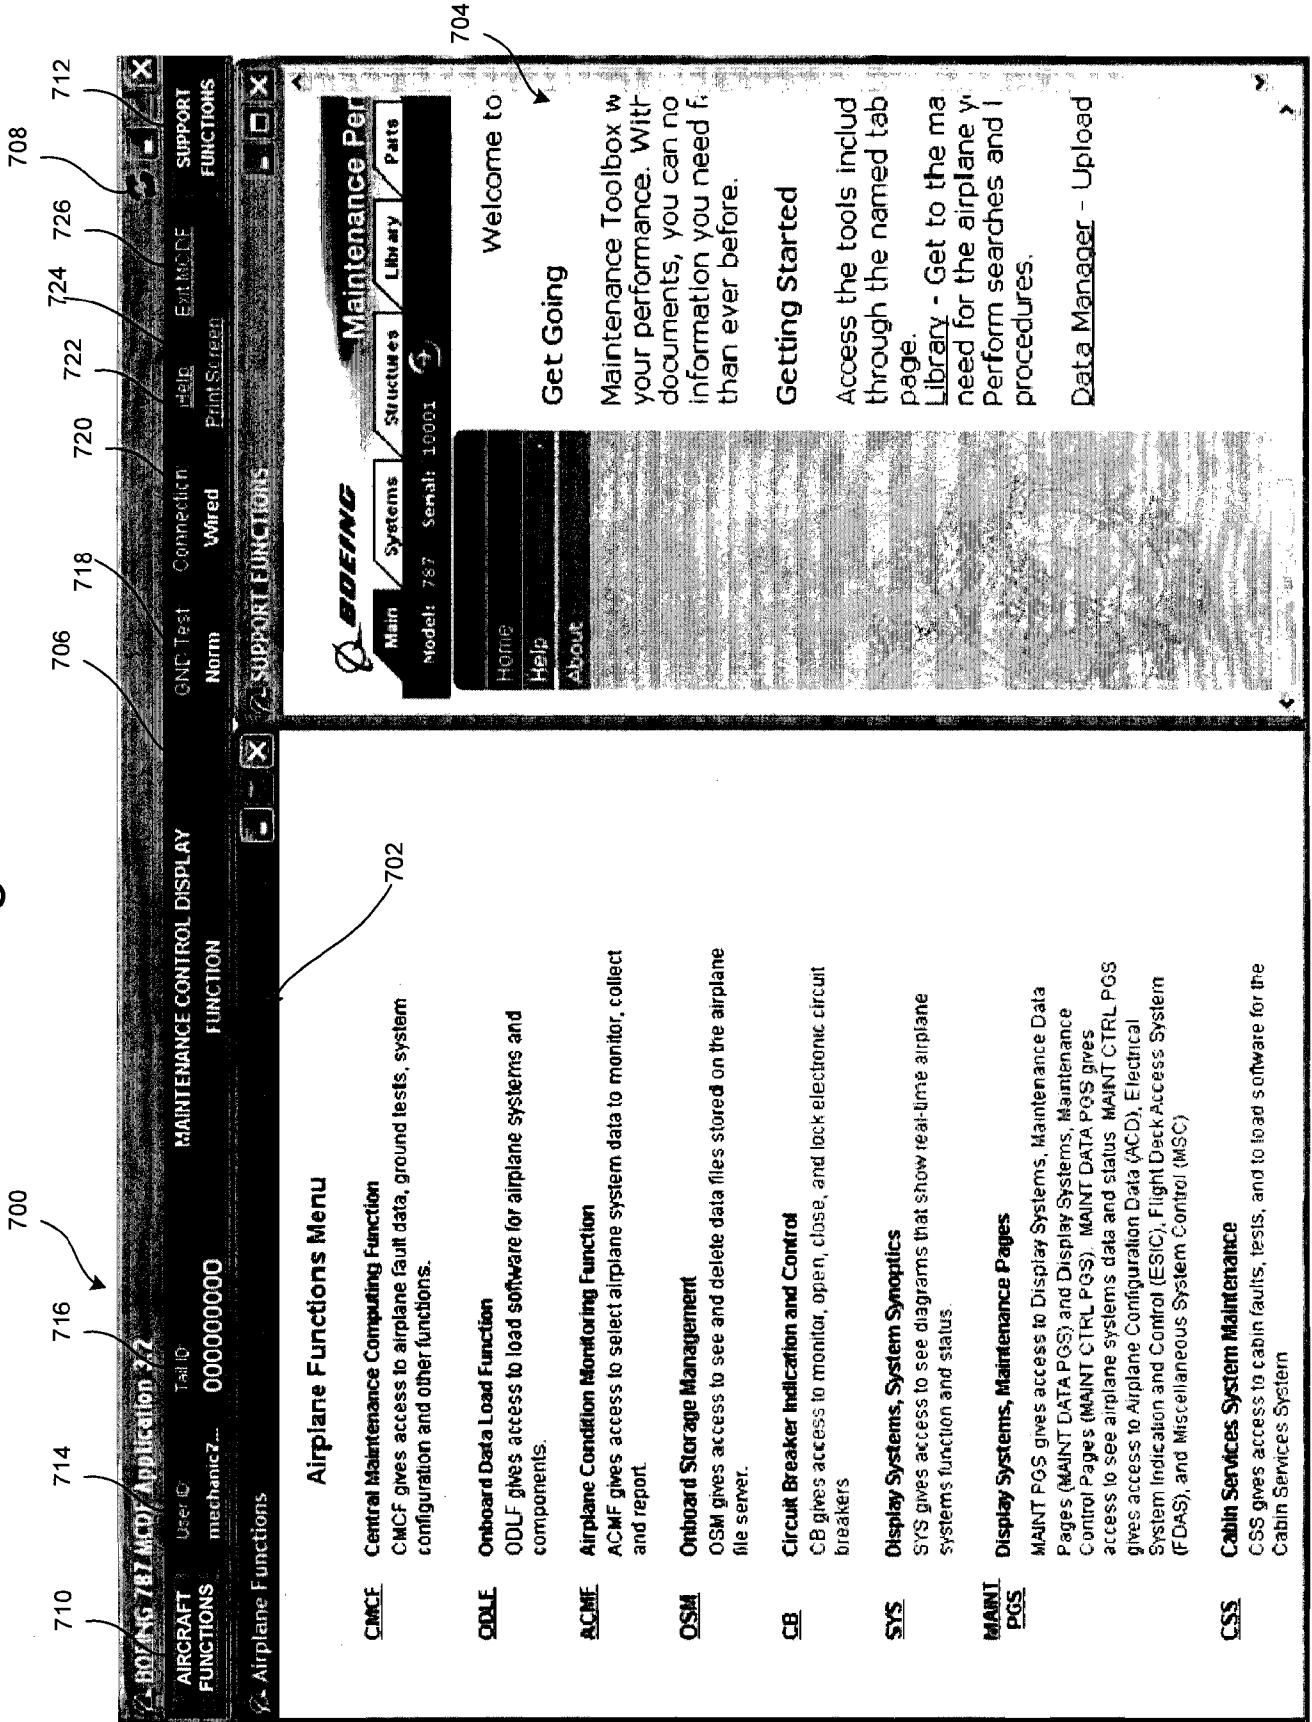 700
702
704
706
708
710
712
714
716
718
720
722
724
726
BOEING 787 MCDF Application 3.2
AIRCRAFT
FUNCTIONS
User ID
mechanic7...
Tail ID
000000000
MAINTENANCE CONTROL DISPLAY
FUNCTION
GND Test
Norm
Connection
Wired
Help
Print Screen
Exit MCDF
SUPPORT
FUNCTIONS
Airplane Functions
Airplane Functions Menu
CMCF
Central Maintenance Computing Function
CMCF gives access to airplane fault data, ground tests, system
configuration and other functions.
ODLF
Onboard Data Load Function
ODLF gives access to load software for airplane systems and
components.
ACMF
Airplane Condition Monitoring Function
ACMF gives access to select airplane system data to monitor, collect
and report
OSM
Onboard Storage Management
OSM gives access to see and delete data files stored on the airplane
file server.
CB
Circuit Breaker Indication and Control
CB gives access to monitor, open, close, and lock electronic circuit
breakers
SYS
Display Systems, System Synoptics
SYS gives access to see diagrams that show real-time airplane
systems function and status.
MAINT
PGS
Display Systems, Maintenance Pages
MAINT PGS gives access to Display Systems, Maintenance Data
Pages (MAINT DATA PGS) and Display Systems, Maintenance
Control Pages (MAINT CTRL PGS). MAINT DATA PGS gives
access to see airplane systems data and status MAINT CTRL PGS
gives access to Airplane Configuration Data (ACD), Electrical
System Indication and Control (ESIC), Flight Deck Access System
(FDAS), and Miscellaneous System Control (MSC)
CSS
Cabin Services System Maintenance
CSS gives access to cabin faults, tests, and to load software for the
Cabin Services System
SUPPORT FUNCTIONS
BOEING
Maintenance Per
Main
Systems
Structures
Library
Parts
Model: 787 Serial: 10001
Home
Help
About
Welcome to
Get Going
Maintenance Toolbox w
your performance. With
documents, you can no
information you need fa
than ever before.
Getting Started
Access the tools includ
through the named tab
page.
Library - Get to the ma
need for the airplane y
Perform searches and l
procedures.
Data Manager - Upload